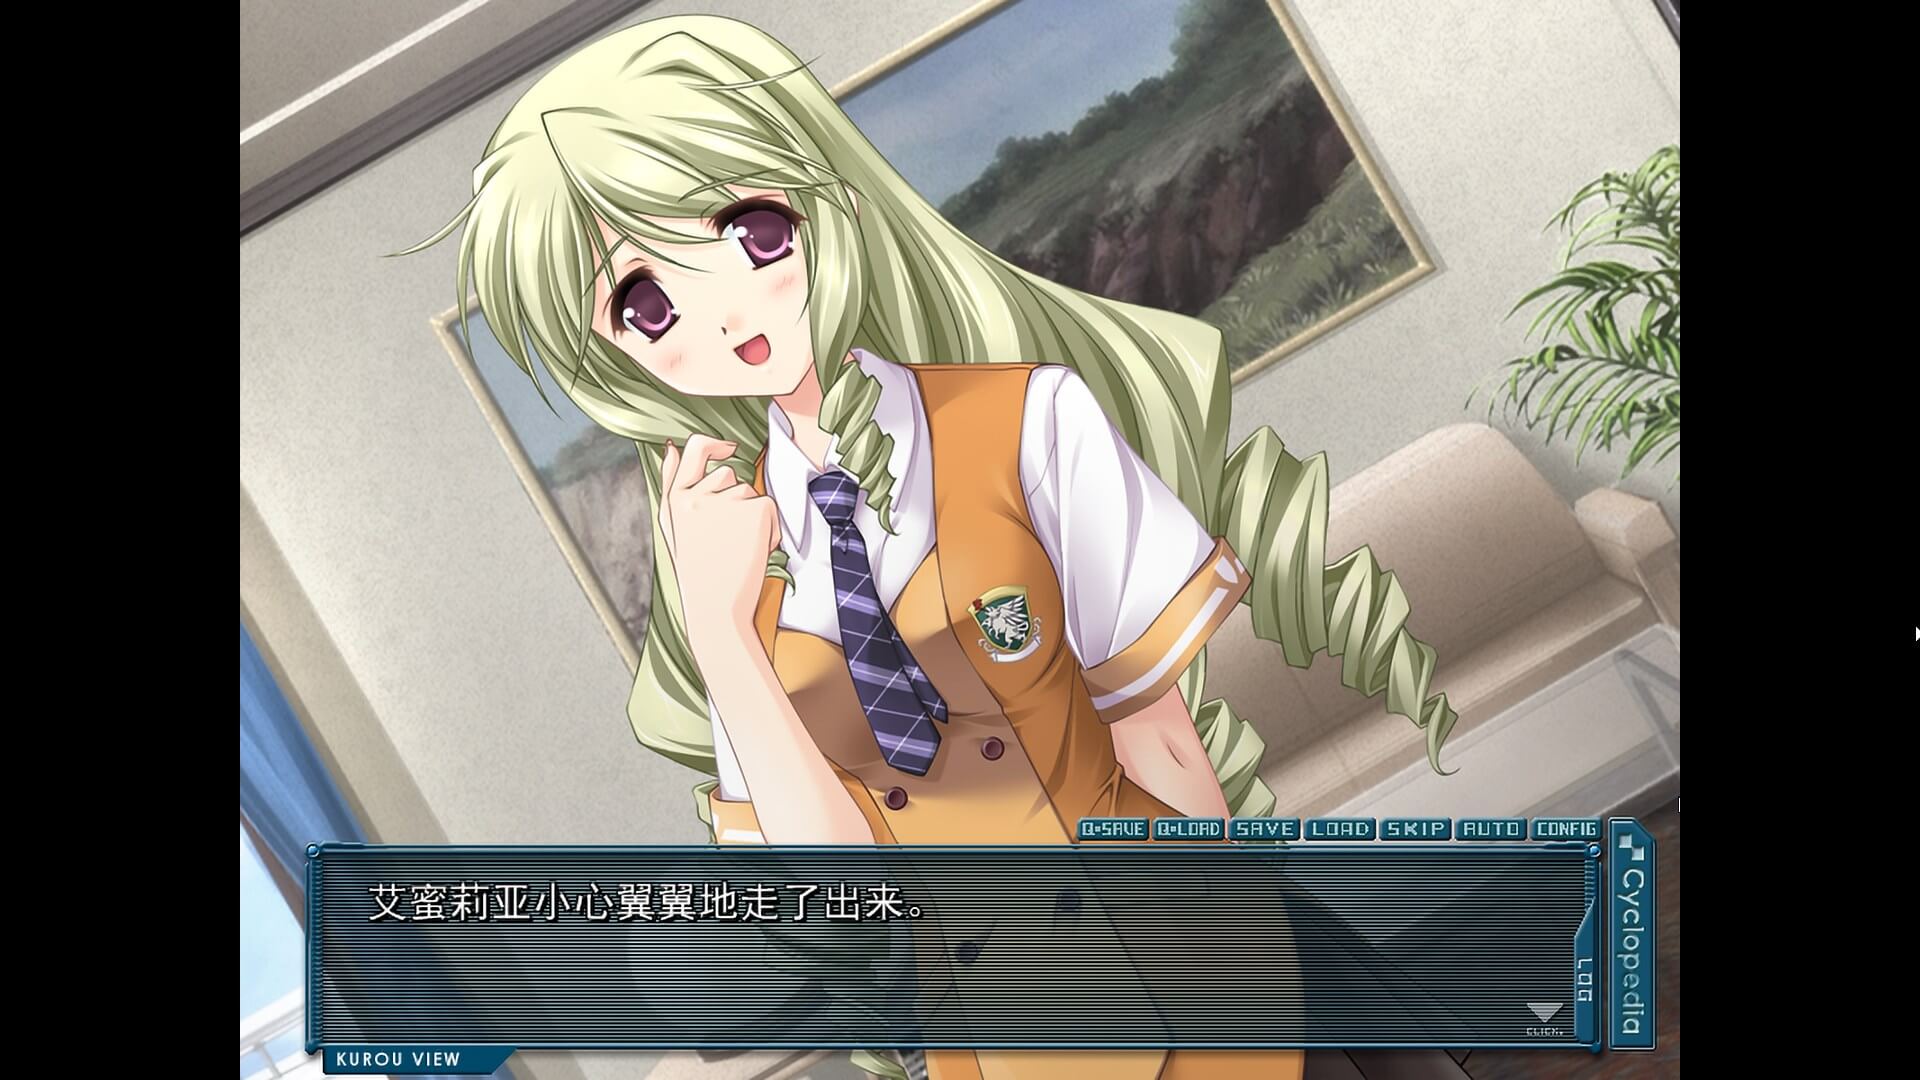 Q-SAVE Q-LOAD SAVE LOAD SKIP AUTO CONFIG
艾蜜莉亚小心翼翼地走了出来。
Cyclopedia
LOG
CLICK.
KUROU VIEW